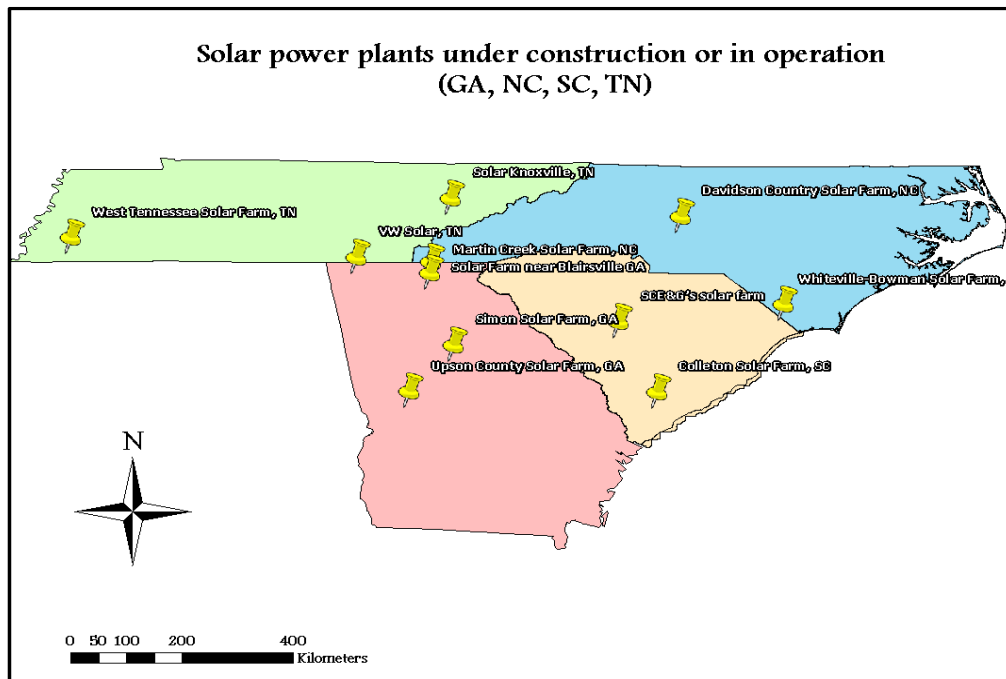 Solar power plants under construction or in operation
(GA, NC, SC, TN)
Solar Knoxville, TN
Davidson Country Solar Farm, NC
West Tennessee Solar Farm, TN
VW Solar, TN
Martin Creek Solar Farm, NC
Solar Farm near Blairsville GA
Whiteville-Bowman Solar Farm,
SCE&G's solar farm
Simon Solar Farm, GA
Upson County Solar Farm, GA
Colleton Solar Farm, SC
N
0 50 100 200 400
Kilometers